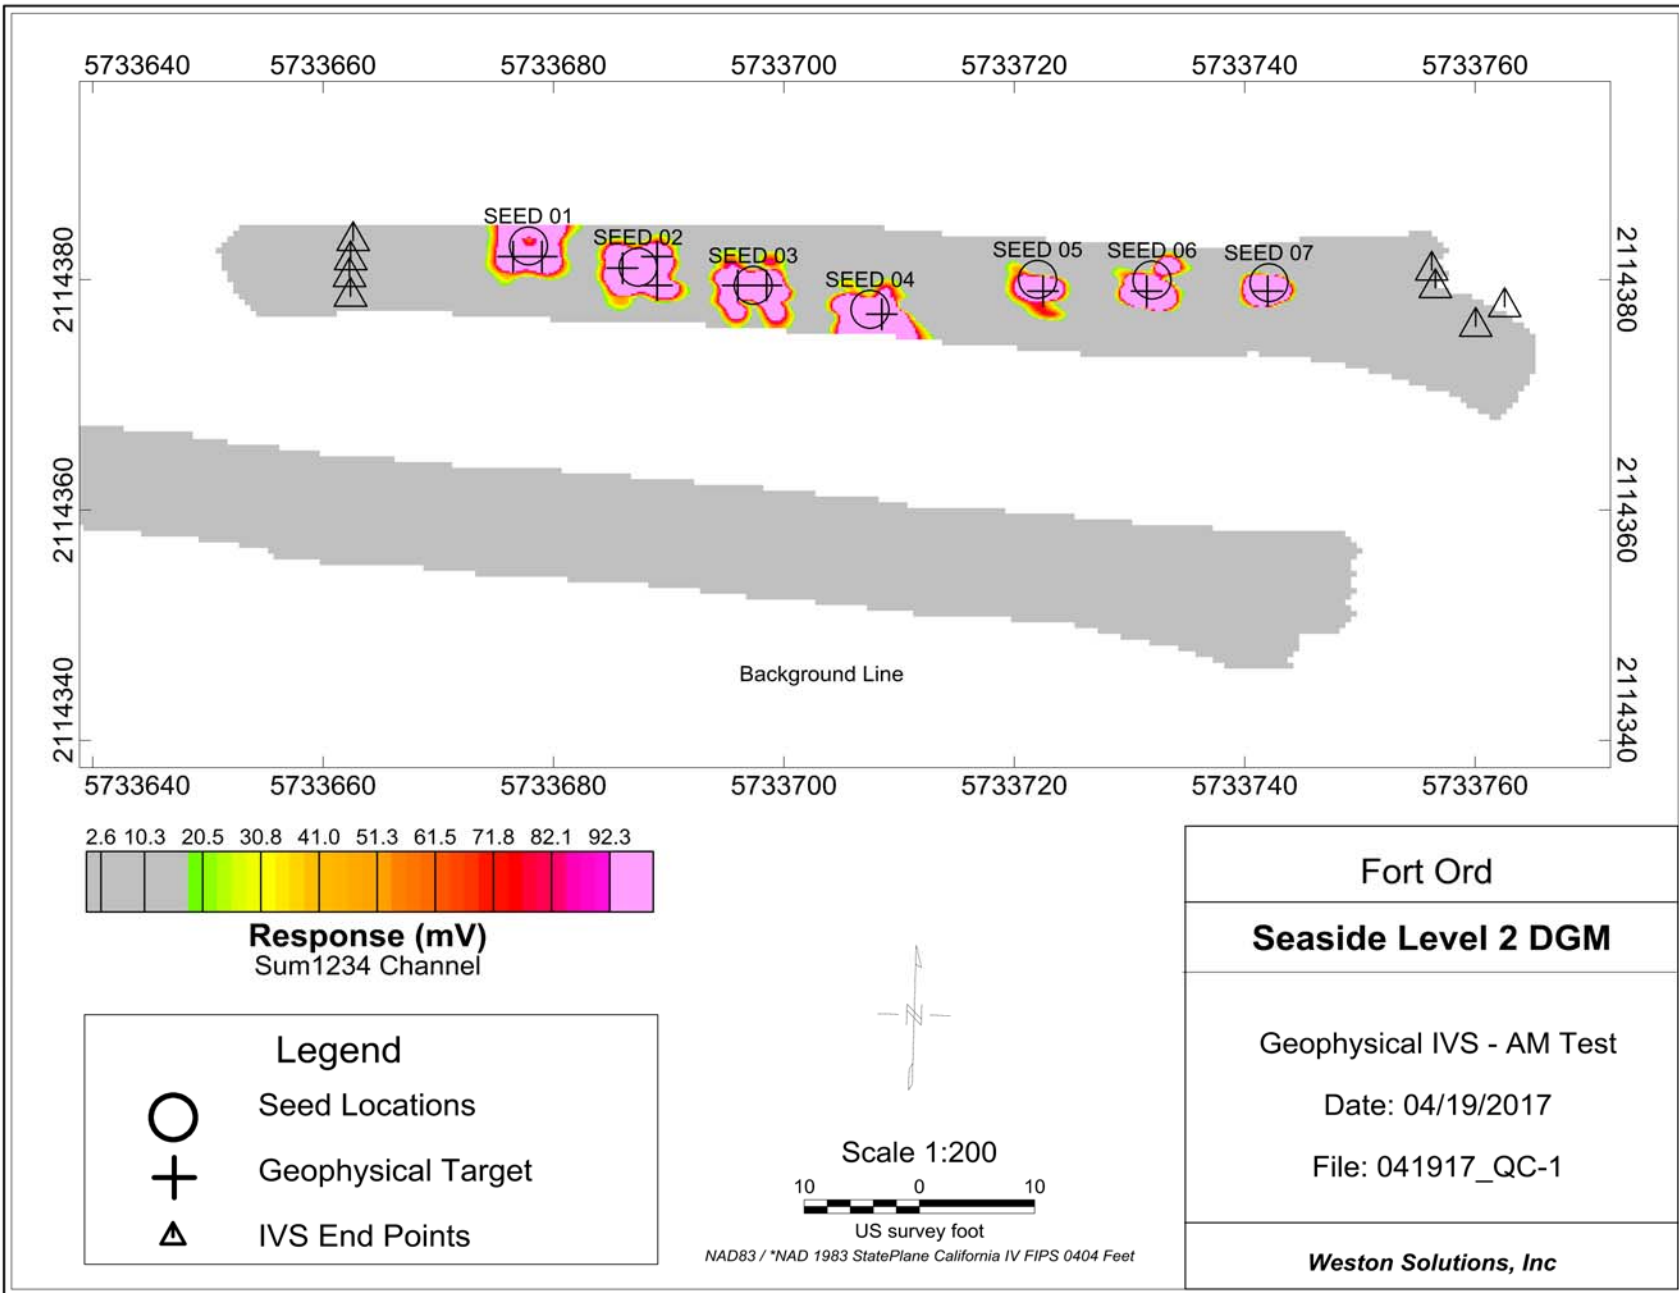 5733640 5733660 5733680 5733700 5733720 5733740 5733760
2114380
2114380
SEED 01
SEED 02
SEED 03
SEED 04
SEED 05
SEED 06
SEED 07
2114360
2114360
2114340
2114340
Background Line
5733640 5733660 5733680 5733700 5733720 5733740 5733760
2.6 10.3 20.5 30.8 41.0 51.3 61.5 71.8 82.1 92.3
Response (mV)
Sum1234 Channel
Legend
Seed Locations
Geophysical Target
IVS End Points
N
Scale 1:200
10 0 10
US survey foot
NAD83 / *NAD 1983 StatePlane California IV FIPS 0404 Feet
Fort Ord
Seaside Level 2 DGM
Geophysical IVS - AM Test
Date: 04/19/2017
File: 041917_QC-1
Weston Solutions, Inc